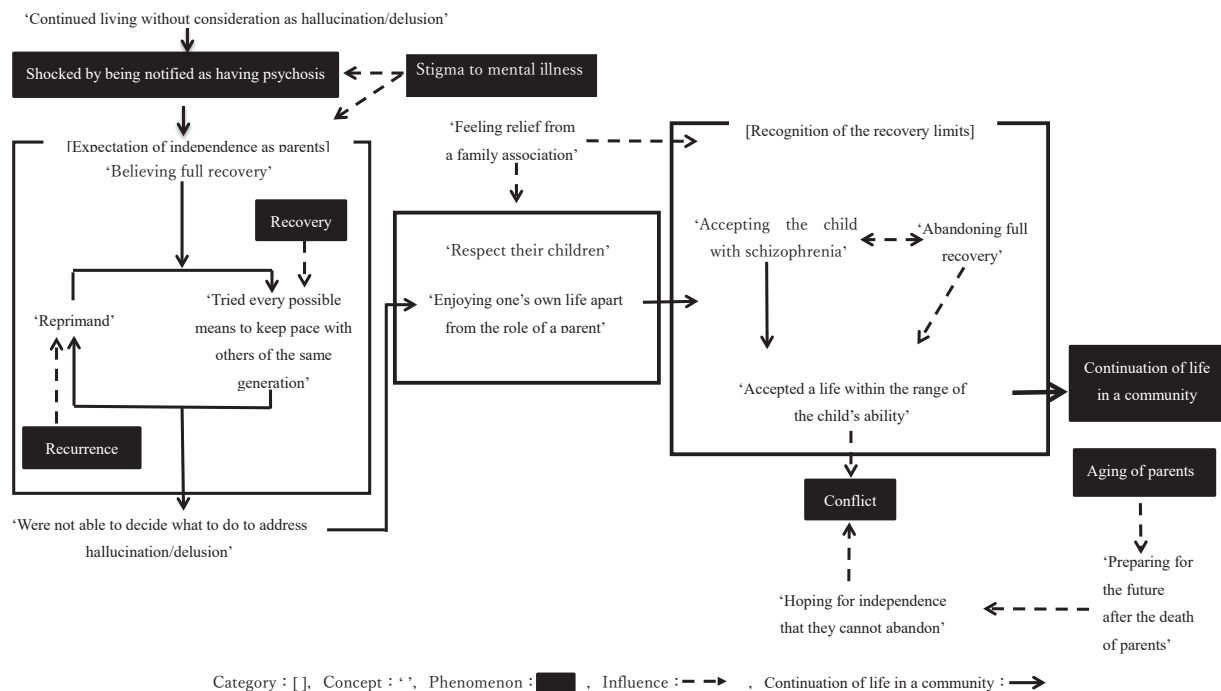 ‘Continued living without consideration as hallucination/delusion’
Shocked by being notified as having psychosis
Stigma to mental illness
[Expectation of independence as parents]
‘Believing full recovery’
Recovery
‘Reprimand’
‘Tried every possible
means to keep pace with
others of the same
generation’
Recurrence
‘Were not able to decide what to do to address
hallucination/delusion’
‘Feeling relief from
a family association’
‘Respect their children’
‘Enjoying one’s own life apart
from the role of a parent’
[Recognition of the recovery limits]
‘Accepting the child
with schizophrenia’
‘Abandoning full
recovery’
‘Accepted a life within the range of
the child’s ability’
Continuation of life
in a community
Conflict
Aging of parents
‘Hoping for independence
that they cannot abandon’
‘Preparing for
the future
after the death
of parents’
Category : [ ], Concept : ‘ ’, Phenomenon : , Influence : , Continuation of life in a community :